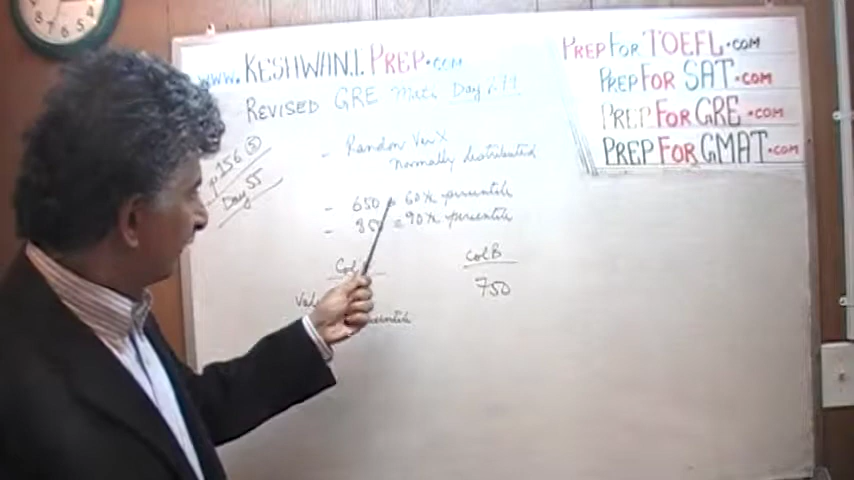 www.KESHWANI PREP.com
REVISED GRE Math Day
p 156 5
Day 55
- Random Var X
normally distributed
- 650 = 60% percentile
- = 90% percentile
Col
Col B
750
PREP FOR TOEFL.COM
PREP FOR SAT.COM
PREP FOR GRE.COM
PREP FOR GMAT.COM